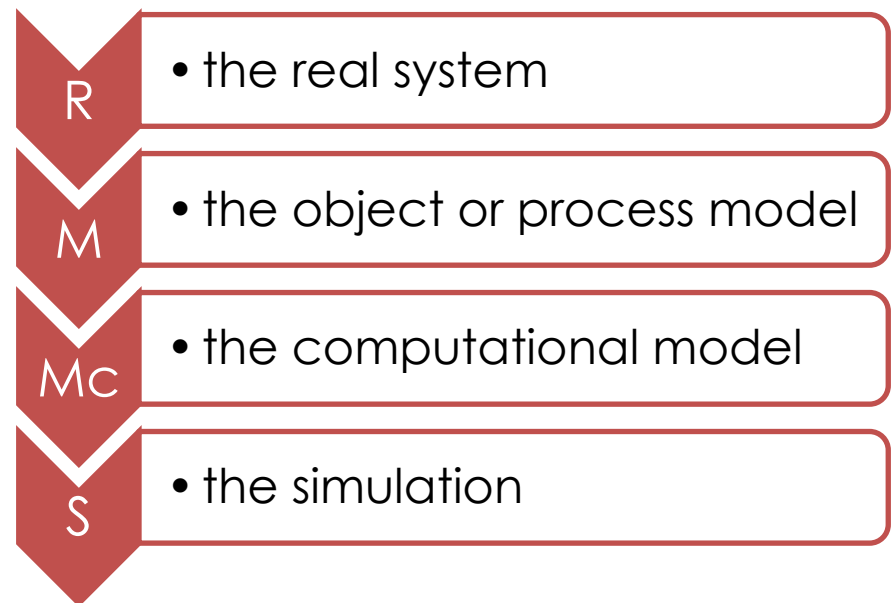 R
• the real system
M
• the object or process model
Mc
• the computational model
S
• the simulation